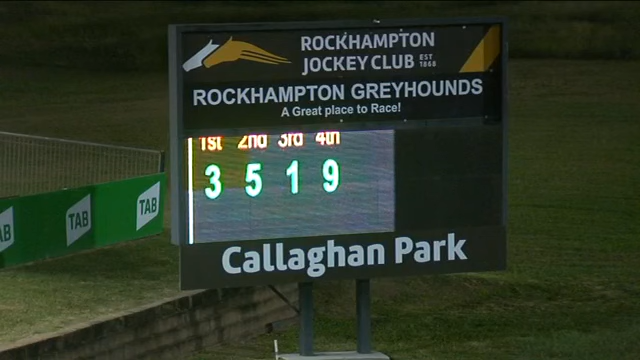 ROCKHAMPTON
JOCKEY CLUB EST 1868
ROCKHAMPTON GREYHOUNDS
A Great place to Race!
1st 2nd 3rd 4th
3 5 1 9
Callaghan Park
TAB
TAB